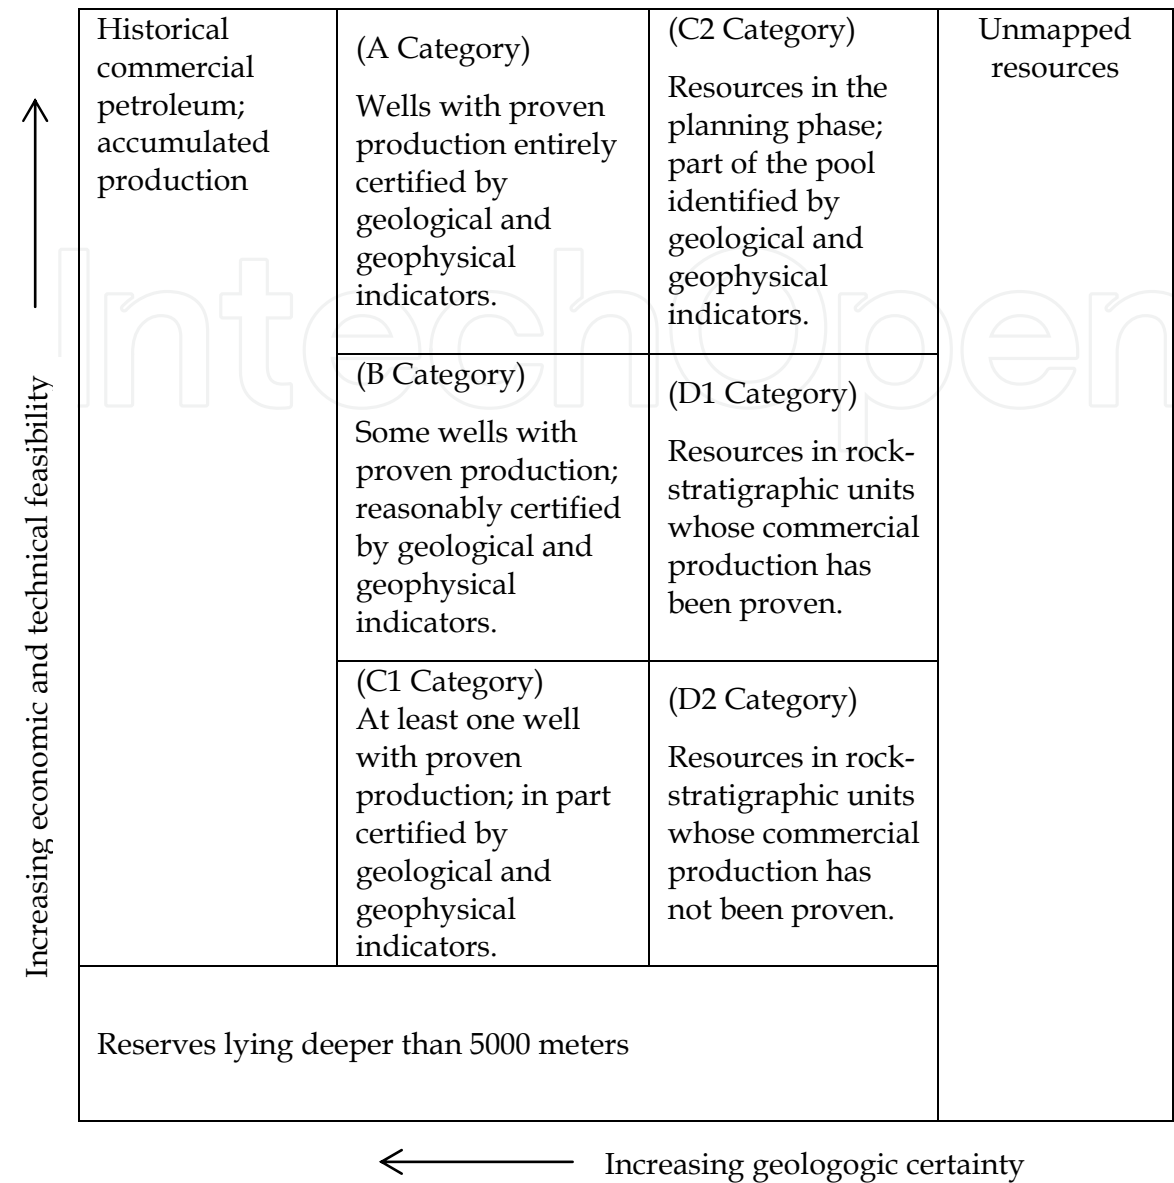 Historical
commercial
petroleum;
accumulated
production
(A Category)
Wells with proven
production entirely
certified by
geological and
geophysical
indicators.
(C2 Category)
Resources in the
planning phase;
part of the pool
identified by
geological and
geophysical
indicators.
Unmapped
resources
(B Category)
Some wells with
proven production;
reasonably certified
by geological and
geophysical
indicators.
(D1 Category)
Resources in rock-
stratigraphic units
whose commercial
production has
been proven.
(C1 Category)
At least one well
with proven
production; in part
certified by
geological and
geophysical
indicators.
(D2 Category)
Resources in rock-
stratigraphic units
whose commercial
production has
not been proven.
Reserves lying deeper than 5000 meters
Increasing economic and technical feasibility
Increasing geologogic certainty
IntechOpen